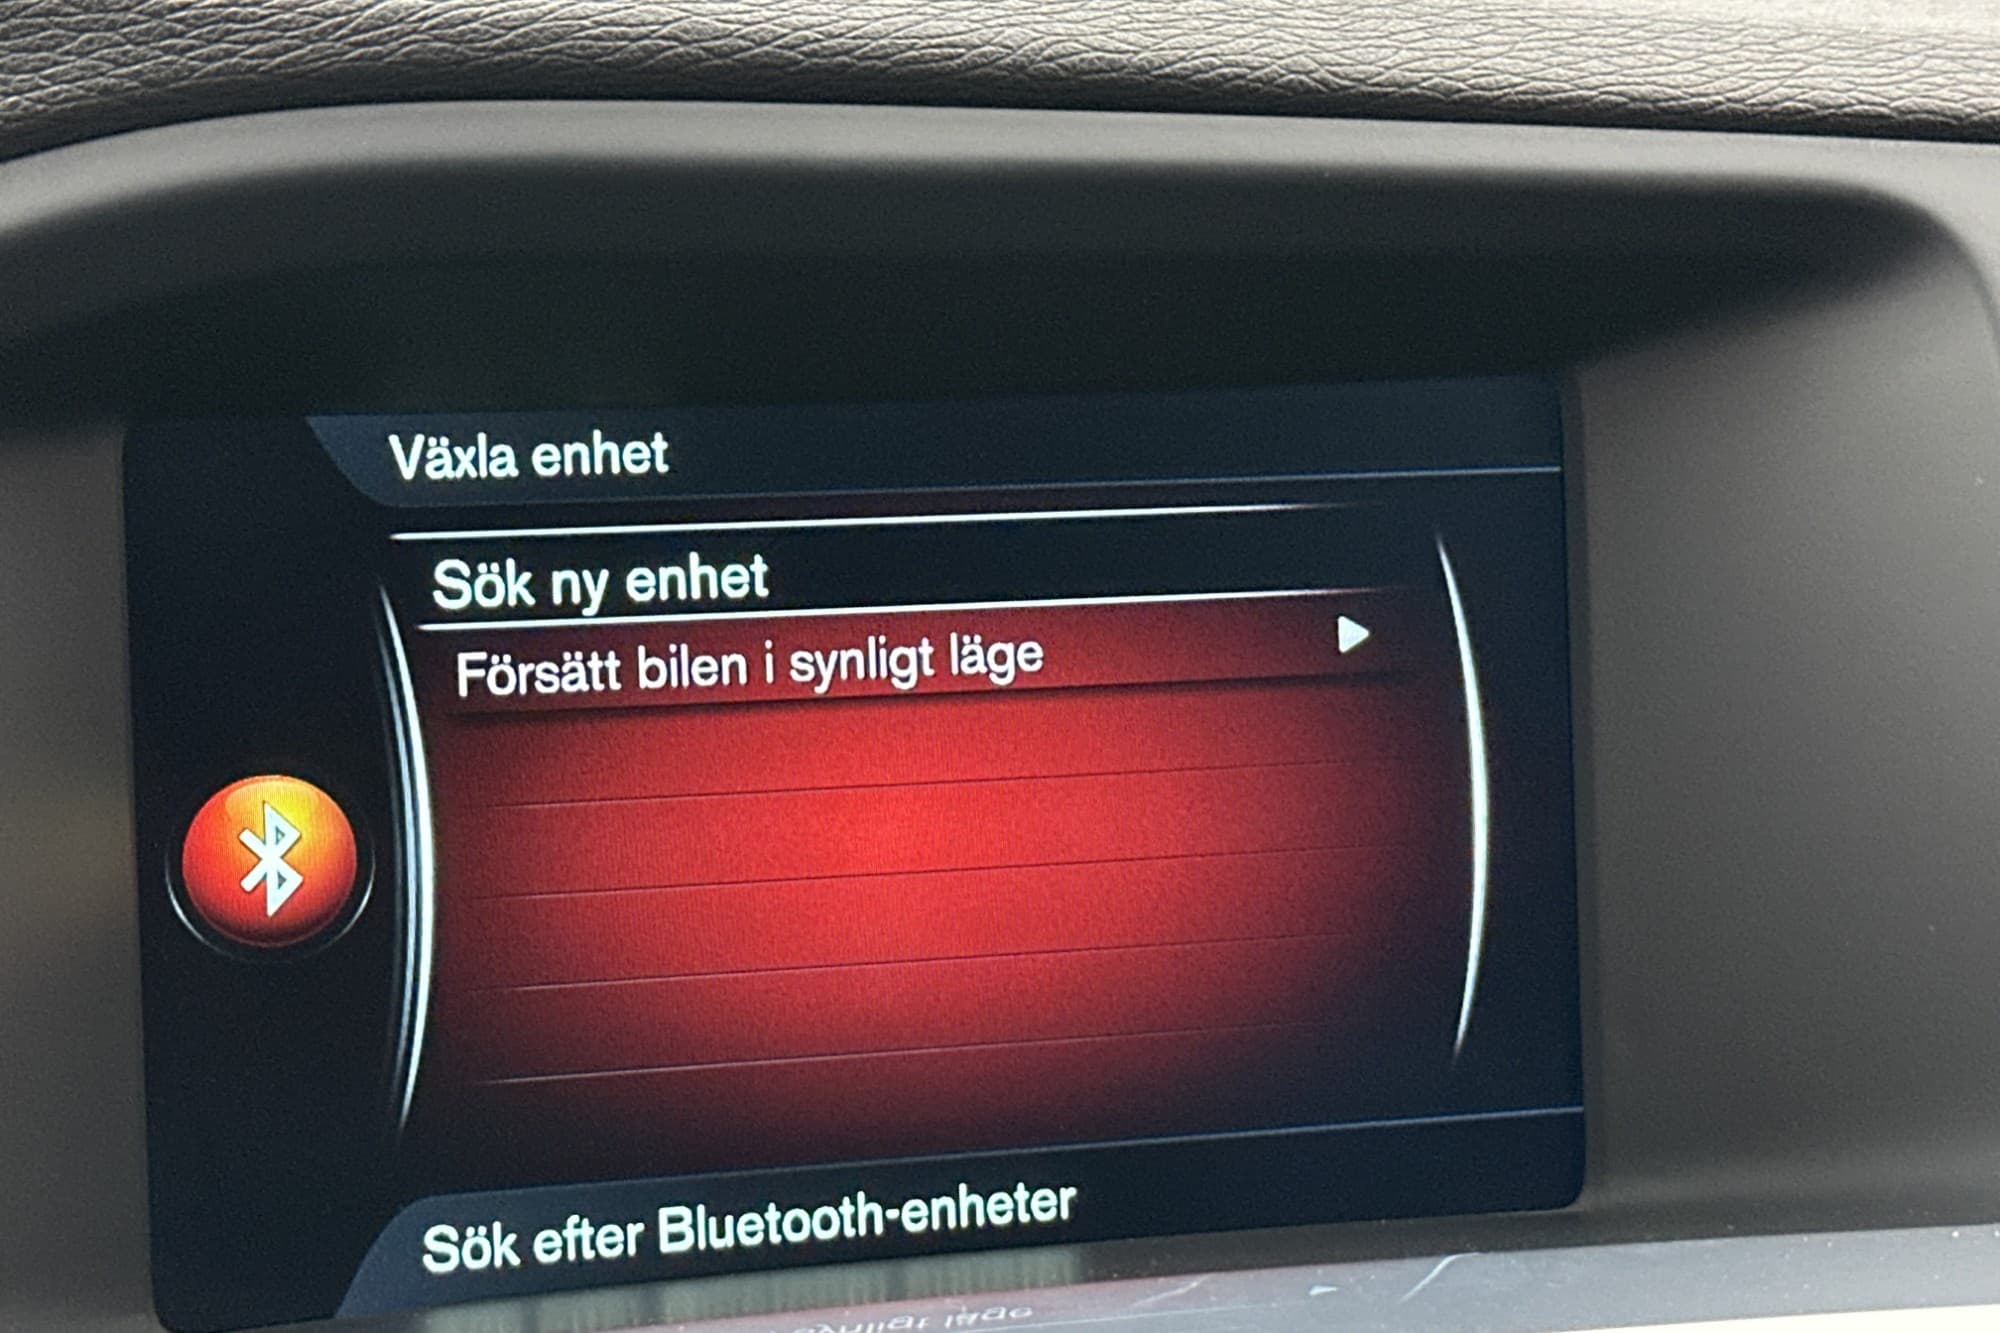 Växla enhet
Sök ny enhet
Försätt bilen i synligt läge
Sök efter Bluetooth-enheter